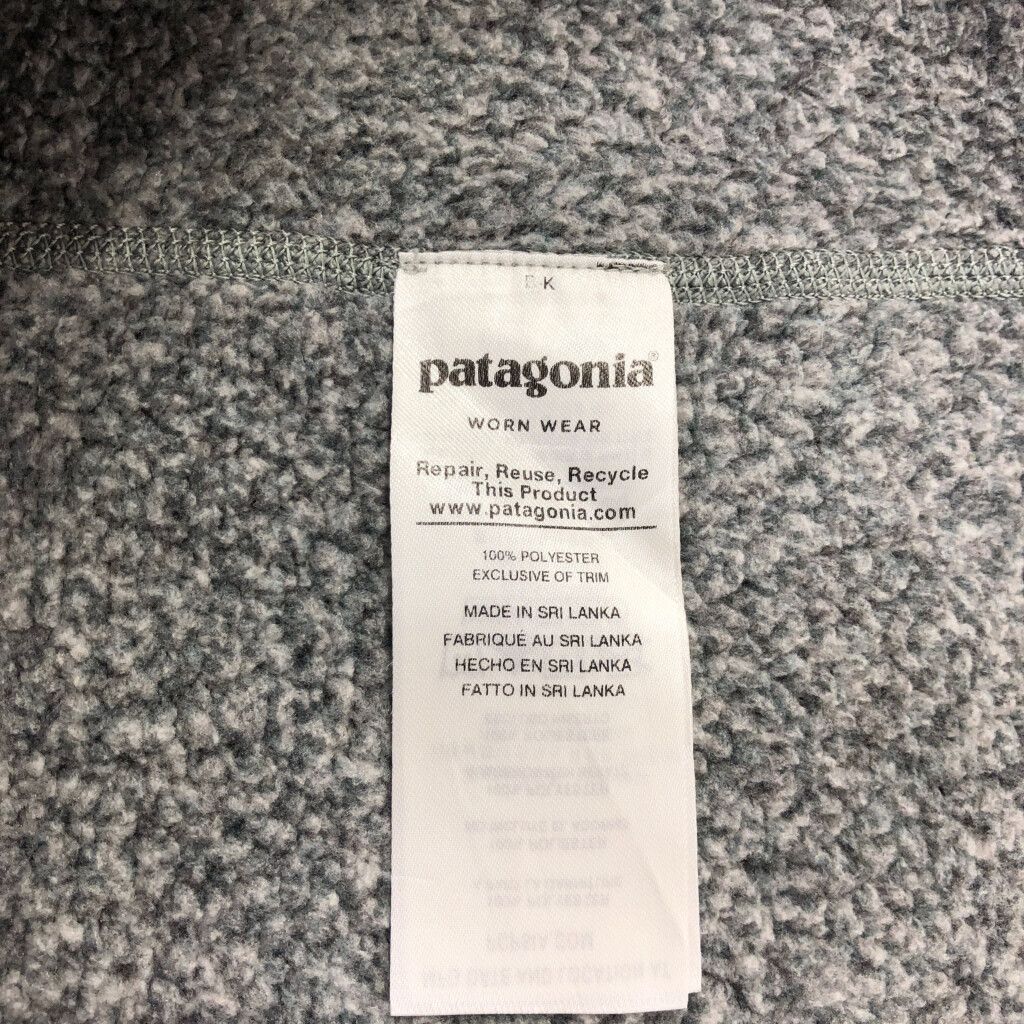 K
patagonia®
WORN WEAR
Repair, Reuse, Recycle
This Product
www.patagonia.com
100% POLYESTER
EXCLUSIVE OF TRIM
MADE IN SRI LANKA
FABRIQUÉ AU SRI LANKA
HECHO EN SRI LANKA
FATTO IN SRI LANKA